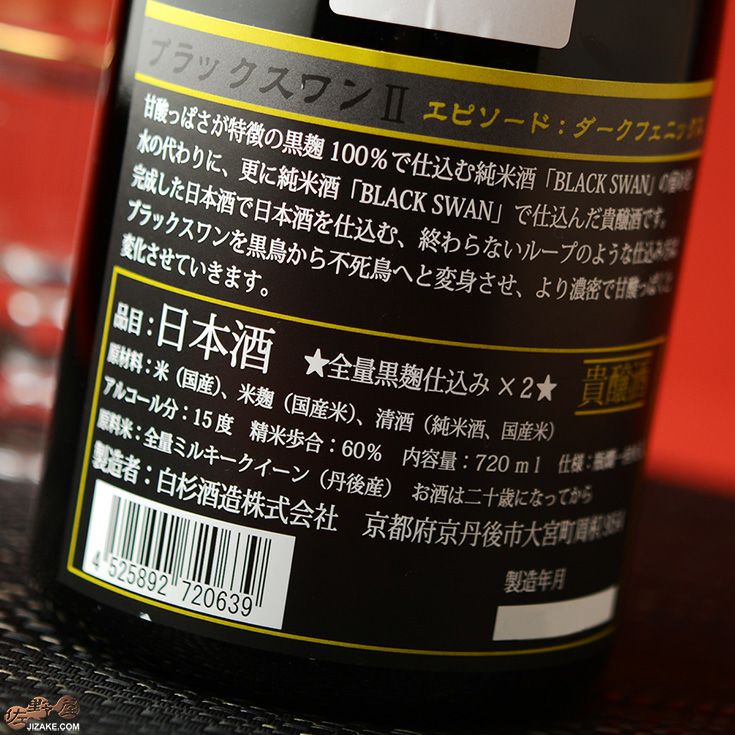 ブラックスワンⅡ エピソード：ダークフェニックス
甘酸っぱさが特徴の黒麹100％で仕込む純米酒「BLACK SWAN」の
水の代わりに、更に純米酒「BLACK SWAN」で仕込んだ貴醸酒です。
完成した日本酒で日本酒を仕込む、終わらないループのような仕込み方は
ブラックスワンを黒鳥から不死鳥へと変身させ、より濃密で甘酸っぱく
変化させていきます。
品目：日本酒 ★全量黒麹仕込み×2★ 貴醸酒
原材料：米（国産）、米麹（国産米）、清酒（純米酒、国産米）
アルコール分：15度 精米歩合：60％ 内容量：720ml 仕様：瓶燗一
原料米：全量ミルキークイーン（丹後産） お酒は二十歳になってから
製造者：白杉酒造株式会社 京都府京丹後市大宮町周枳
4 525892 720639
製造年月
佐野屋
JIZAKE.COM